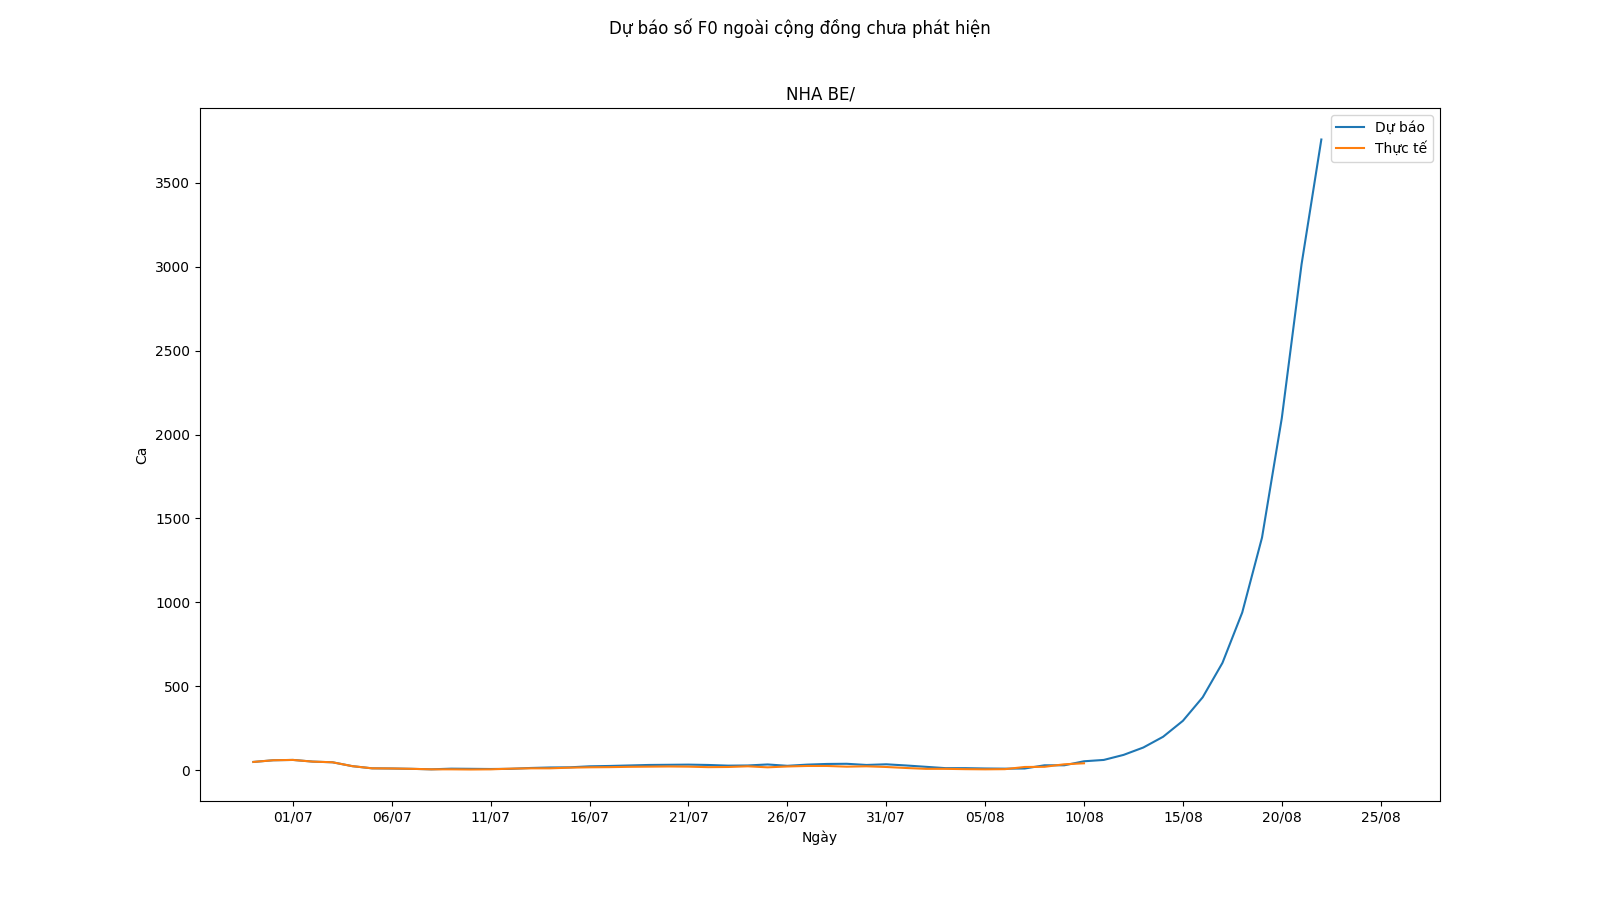 Dự báo số F0 ngoài cộng đồng chưa phát hiện
NHA BE/
Dự báo
Thực tế
3500
3000
2500
2000
1500
1000
500
0
Ca
01/07 06/07 11/07 16/07 21/07 26/07 31/07 05/08 10/08 15/08 20/08 25/08
Ngày